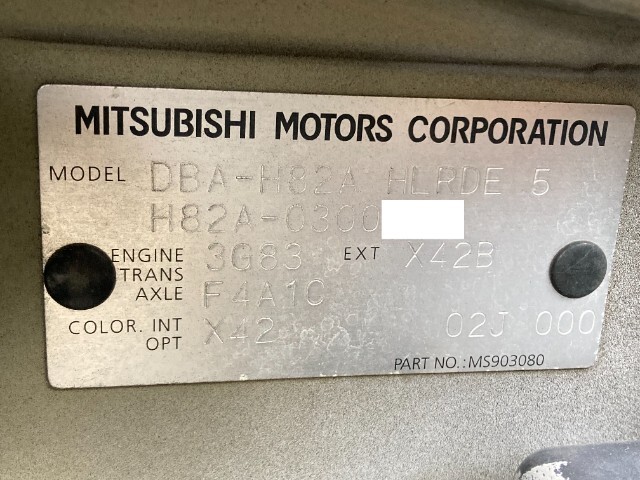 MITSUBISHI MOTORS CORPORATION
MODEL DBA-H82A HLRDE 5
H82A-0300
ENGINE 3G83 EXT X42B
TRANS
AXLE F4A1C
COLOR. INT X42 02J 000
OPT
PART NO.:MS903080